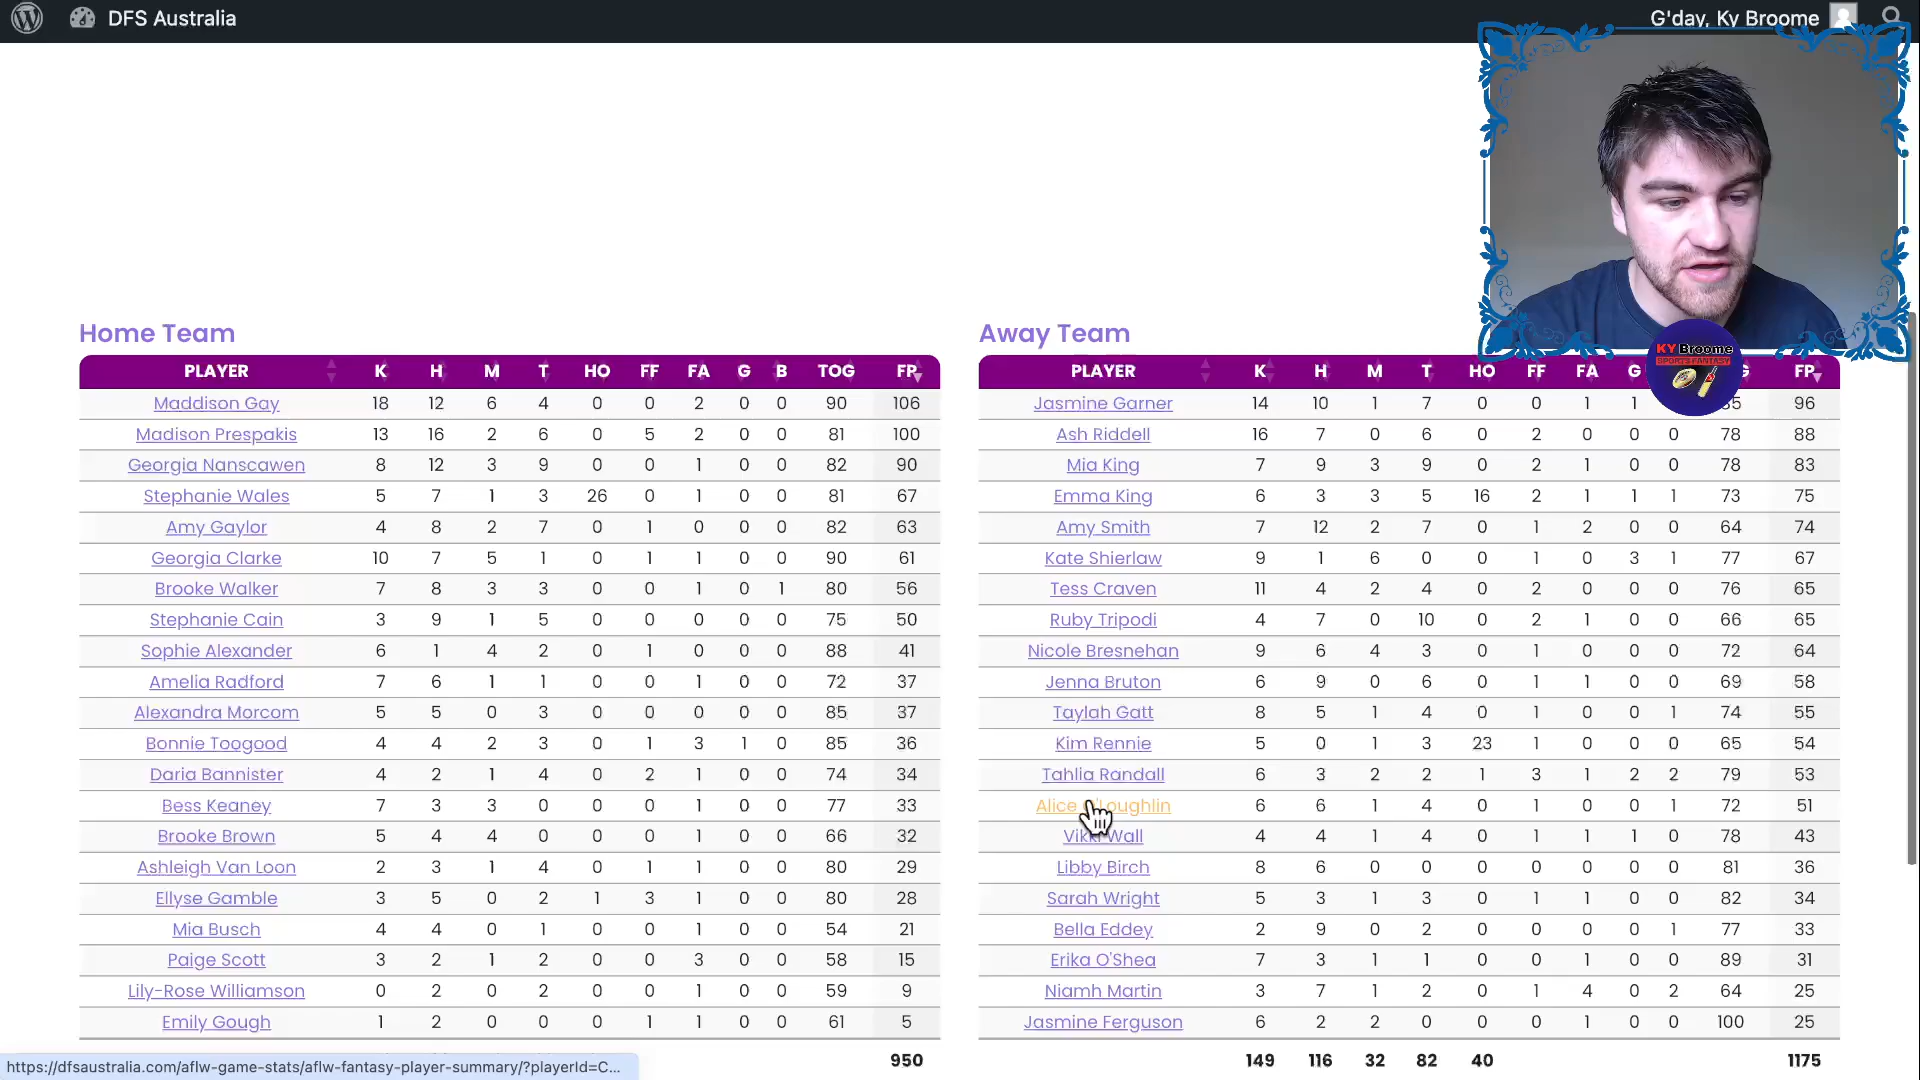 DFS Australia
G'day, Ky Broome
KY Broome
SPORTS FANTASY
Home Team
PLAYER K H M T HO FF FA G B TOG FP
Maddison Gay 18 12 6 4 0 0 2 0 0 90 106
Madison Prespakis 13 16 2 6 0 5 2 0 0 81 100
Georgia Nanscawen 8 12 3 9 0 0 1 0 0 82 90
Stephanie Wales 5 7 1 3 26 0 1 0 0 81 67
Amy Gaylor 4 8 2 7 0 1 0 0 0 82 63
Georgia Clarke 10 7 5 1 0 1 1 0 0 90 61
Brooke Walker 7 8 3 3 0 0 1 0 1 80 56
Stephanie Cain 3 9 1 5 0 0 0 0 0 75 50
Sophie Alexander 6 1 4 2 0 1 0 0 0 88 41
Amelia Radford 7 6 1 1 0 0 1 0 0 72 37
Alexandra Morcom 5 5 0 3 0 0 0 0 0 85 37
Bonnie Toogood 4 4 2 3 0 1 3 1 0 85 36
Daria Bannister 4 2 1 4 0 2 1 0 0 74 34
Bess Keaney 7 3 3 0 0 0 1 0 0 77 33
Brooke Brown 5 4 4 0 0 0 1 0 0 66 32
Ashleigh Van Loon 2 3 1 4 0 1 1 0 0 80 29
Ellyse Gamble 3 5 0 2 1 3 1 0 0 80 28
Mia Busch 4 4 0 1 0 0 1 0 0 54 21
Paige Scott 3 2 1 2 0 0 3 0 0 58 15
Lily-Rose Williamson 0 2 0 2 0 0 1 0 0 59 9
Emily Gough 1 2 0 0 0 1 1 0 0 61 5
950
Away Team
PLAYER K H M T HO FF FA G G FP
Jasmine Garner 14 10 1 7 0 0 1 1 35 96
Ash Riddell 16 7 0 6 0 2 0 0 0 78 88
Mia King 7 9 3 9 0 2 1 0 0 78 83
Emma King 6 3 3 5 16 2 1 1 1 73 75
Amy Smith 7 12 2 7 0 1 2 0 0 64 74
Kate Shierlaw 9 1 6 0 0 1 0 3 1 77 67
Tess Craven 11 4 2 4 0 2 0 0 0 76 65
Ruby Tripodi 4 7 0 10 0 2 1 0 0 66 65
Nicole Bresnehan 9 6 4 3 0 1 0 0 0 72 64
Jenna Bruton 6 9 0 6 0 1 1 0 0 69 58
Taylah Gatt 8 5 1 4 0 1 0 0 1 74 55
Kim Rennie 5 0 1 3 23 1 0 0 0 65 54
Tahlia Randall 6 3 2 2 1 3 1 2 2 79 53
Alice O'Loughlin 6 6 1 4 0 1 0 0 1 72 51
Vikki Wall 4 4 1 4 0 1 1 1 0 78 43
Libby Birch 8 6 0 0 0 0 0 0 0 81 36
Sarah Wright 5 3 1 3 0 1 1 0 0 82 34
Bella Eddey 2 9 0 2 0 0 0 0 1 77 33
Erika O'Shea 7 3 1 1 0 0 1 0 0 89 31
Niamh Martin 3 7 1 2 0 1 4 0 2 64 25
Jasmine Ferguson 6 2 2 0 0 0 1 0 0 100 25
149 116 32 82 40 1175
https://dfsaustralia.com/aflw-game-stats/aflw-fantasy-player-summary/?playerId=C...